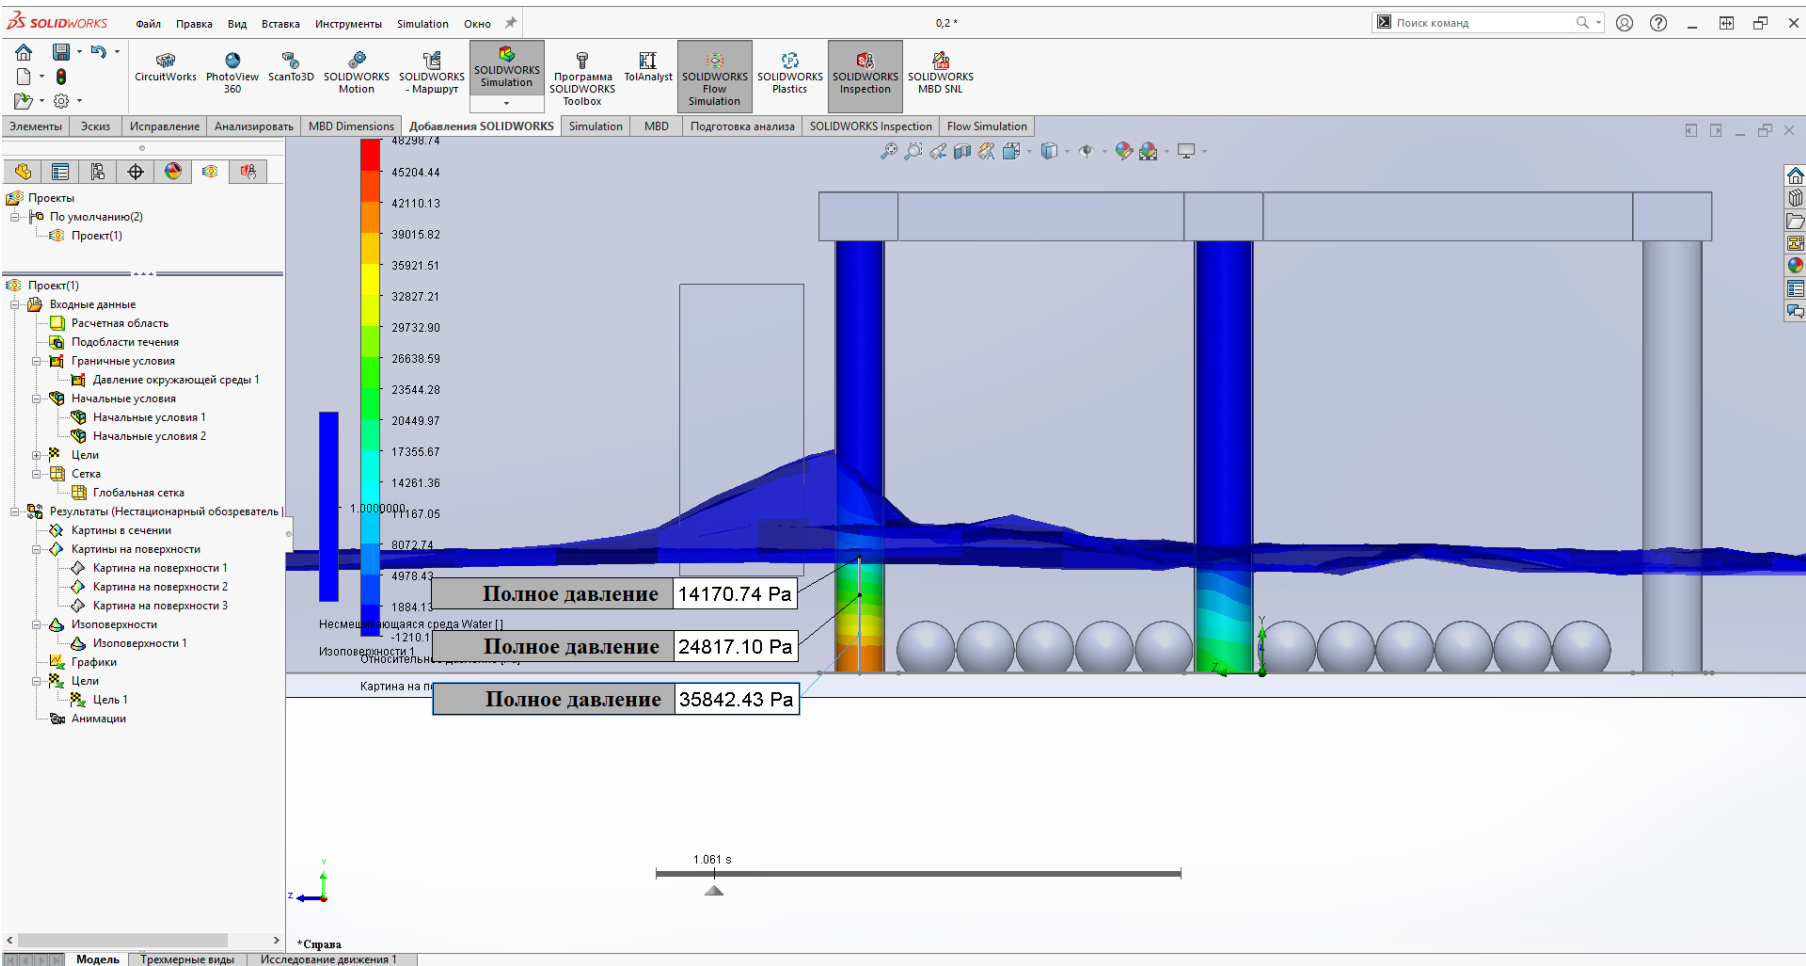 SOLIDWORKS Файл Правка Вид Вставка Инструменты Simulation Окно 0,2 * Поиск команд
CircuitWorks PhotoView 360 ScanTo3D SOLIDWORKS Motion SOLIDWORKS - Маршрут SOLIDWORKS Simulation Программа SOLIDWORKS Toolbox TolAnalyst SOLIDWORKS Flow Simulation SOLIDWORKS Plastics SOLIDWORKS Inspection SOLIDWORKS MBD SNL
Элементы Эскиз Исправление Анализировать MBD Dimensions Добавления SOLIDWORKS Simulation MBD Подготовка анализа SOLIDWORKS Inspection Flow Simulation
Проекты
По умолчанию(2)
Проект(1)
Проект(1)
Входные данные
Расчетная область
Подобласти течения
Граничные условия
Давление окружающей среды 1
Начальные условия
Начальные условия 1
Начальные условия 2
Цели
Сетка
Глобальная сетка
Результаты (Нестационарный обозреватель
Картины в сечении
Картины на поверхности
Картина на поверхности 1
Картина на поверхности 2
Картина на поверхности 3
Изоповерхности
Изоповерхности 1
Графики
Цели
Цель 1
Анимации
48298.74
45204.44
42110.13
39015.82
35921.51
32827.21
29732.90
26638.59
23544.28
20449.97
17355.67
14261.36
1.0000000
11167.05
8072.74
4978.43
1884.13
-1210.1
Несмешивающаяся среда Water []
Изоповерхности 1
Картина на п
Полное давление 14170.74 Pa
Полное давление 24817.10 Pa
Полное давление 35842.43 Pa
Y
Z
1.061 s
Y
Z
*Справа
Модель Трехмерные виды Исследование движения 1